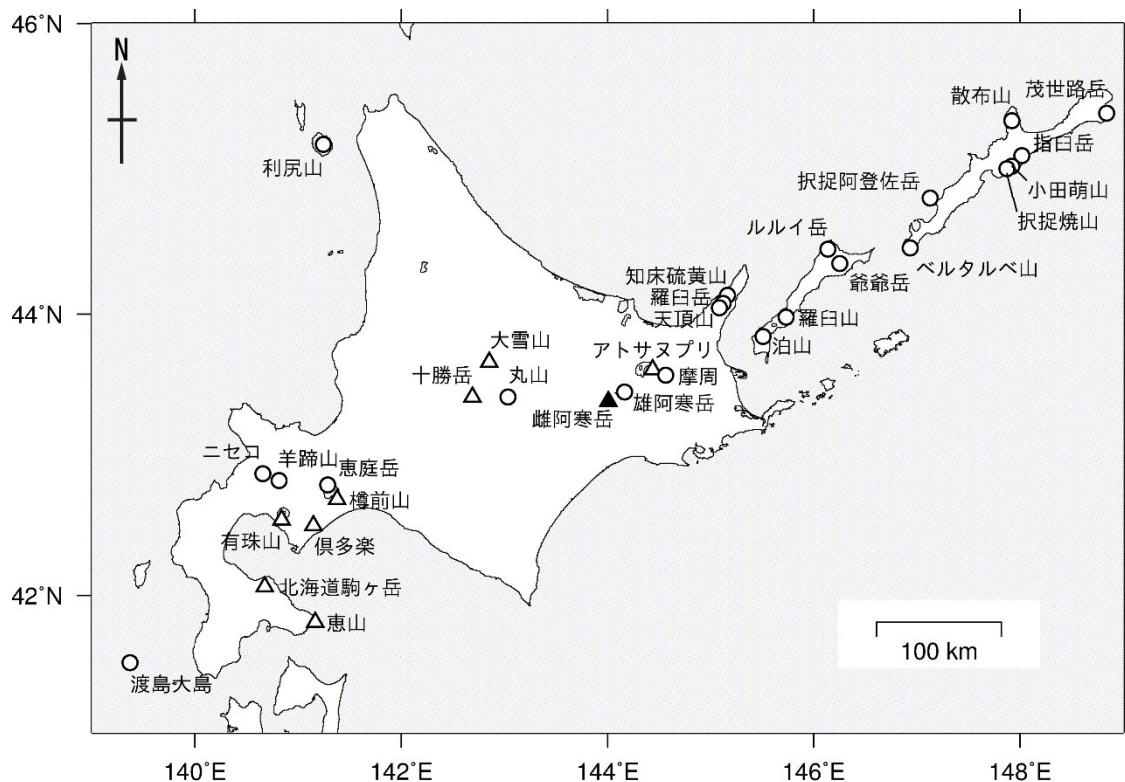 46°N
N
散布山
茂世路岳
利尻山
指臼岳
択捉阿登佐岳
小田萌山
択捉焼山
ルルイ岳
ベルタルベ山
爺爺岳
知床硫黄山
44°N
羅臼岳
天頂山
羅臼山
泊山
大雪山
アトサヌプリ
十勝岳
丸山
摩周
雄阿寒岳
雌阿寒岳
ニセコ
羊蹄山
恵庭岳
樽前山
有珠山
倶多楽
42°N
北海道駒ヶ岳
恵山
100 km
渡島大島
140°E
142°E
144°E
146°E
148°E